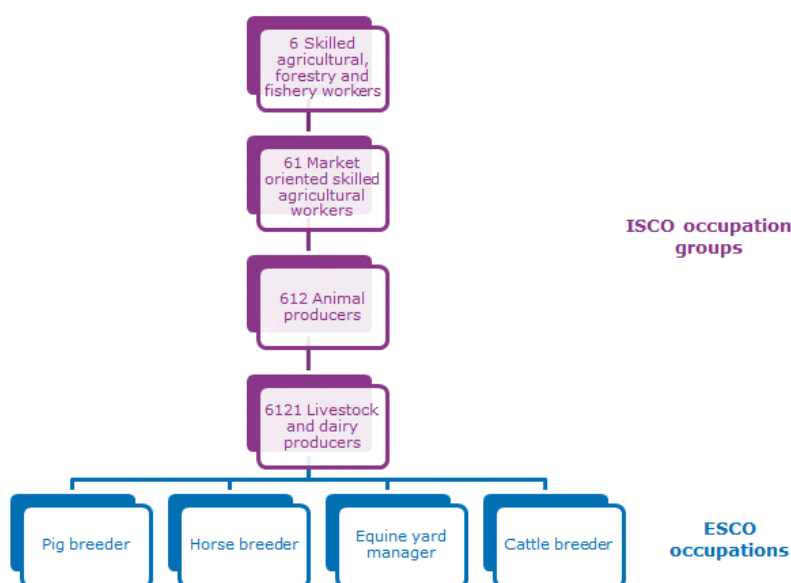 6 Skilled
agricultural,
forestry and
fishery workers
61 Market
oriented skilled
agricultural
workers
ISCO occupation
groups
612 Animal
producers
6121 Livestock
and dairy
producers
Pig breeder
Horse breeder
Equine yard
manager
Cattle breeder
ESCO
occupations